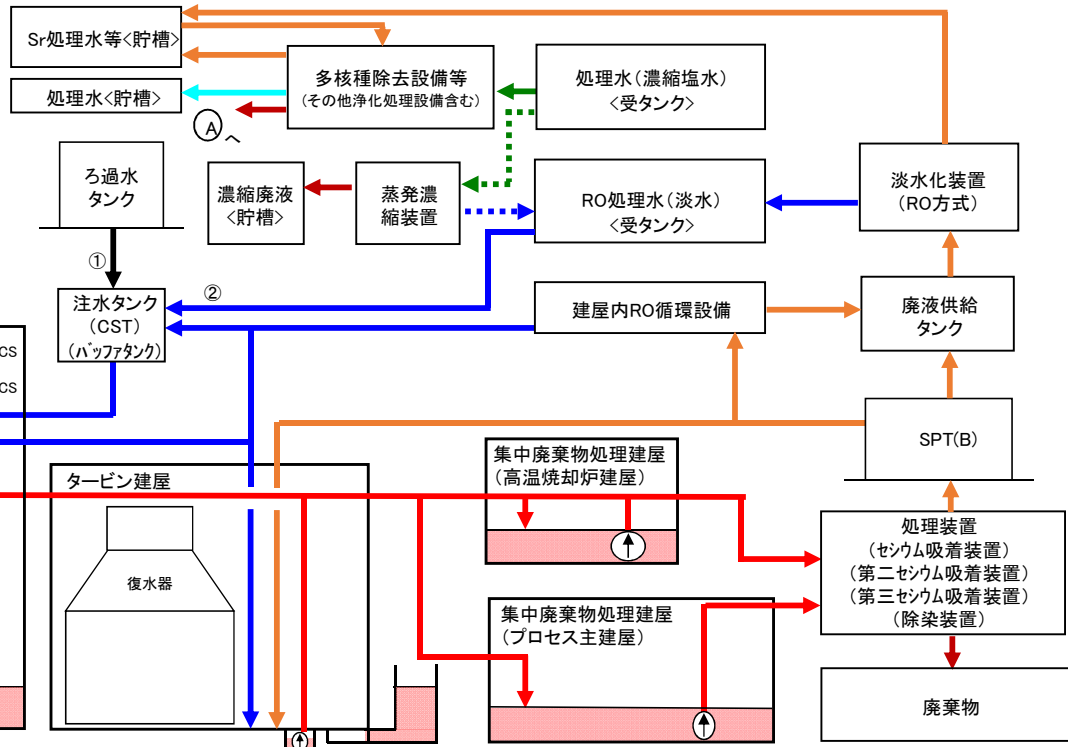 Sr処理水等<貯槽>
多核種除去設備等
(その他浄化処理設備含む)
処理水(濃縮塩水)
<受タンク>
処理水<貯槽>
Aへ
ろ過水
タンク
濃縮廃液
<貯槽>
蒸発濃
縮装置
RO処理水(淡水)
<受タンク>
淡水化装置
(RO方式)
①
②
注水タンク
(CST)
(バッファタンク)
建屋内RO循環設備
廃液供給
タンク
CS
CS
SPT(B)
集中廃棄物処理建屋
(高温焼却炉建屋)
タービン建屋
復水器
処理装置
(セシウム吸着装置)
(第二セシウム吸着装置)
(第三セシウム吸着装置)
(除染装置)
集中廃棄物処理建屋
(プロセス主建屋)
廃棄物